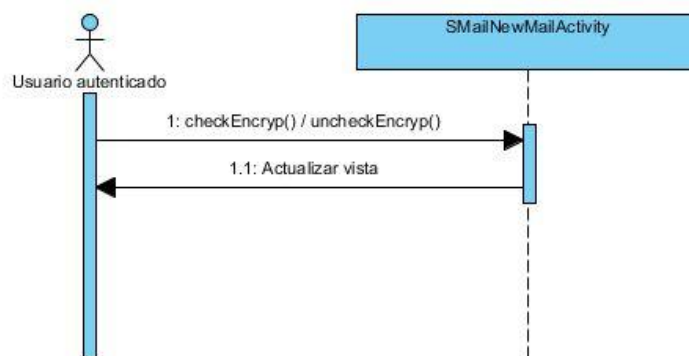 SMailNewMailActivity
Usuario autenticado
1: checkEncryp() / uncheckEncryp()
1.1: Actualizar vista